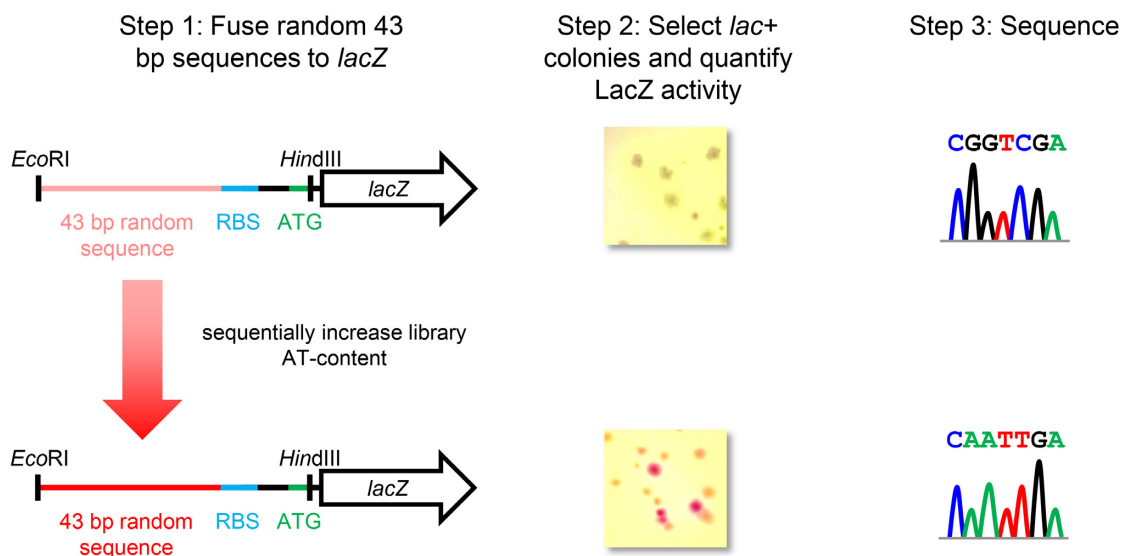 Step 1: Fuse random 43
bp sequences to lacZ
Step 2: Select lac+
colonies and quantify
LacZ activity
Step 3: Sequence
EcoRI
HindIII
lacZ
43 bp random
sequence
RBS
ATG
CGGTCGA
sequentially increase library
AT-content
EcoRI
HindIII
lacZ
43 bp random
sequence
RBS
ATG
CAATTGA